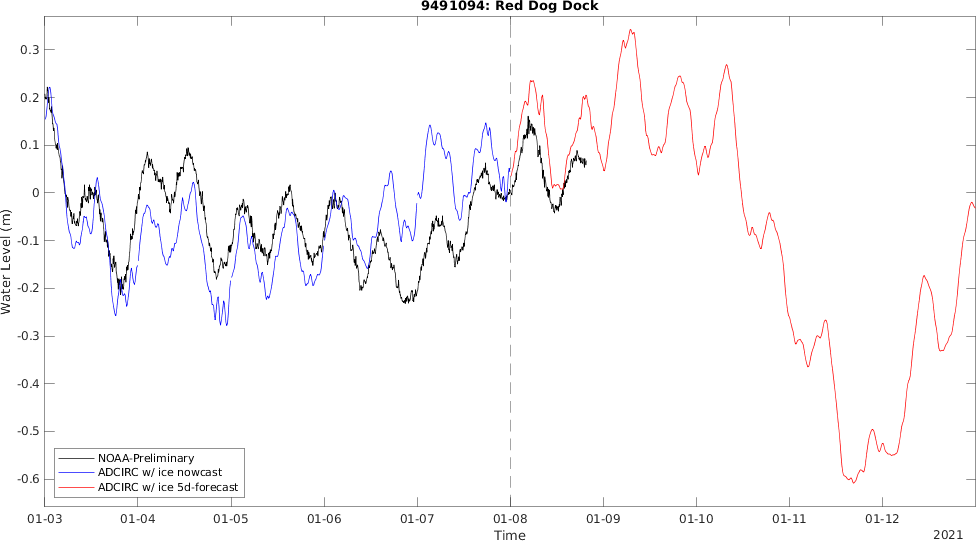 9491094: Red Dog Dock
0.3
0.2
0.1
0
-0.1
-0.2
-0.3
-0.4
-0.5
-0.6
Water Level (m)
NOAA-Preliminary
ADCIRC w/ ice nowcast
ADCIRC w/ ice 5d-forecast
01-03 01-04 01-05 01-06 01-07 01-08 01-09 01-10 01-11 01-12
Time
2021